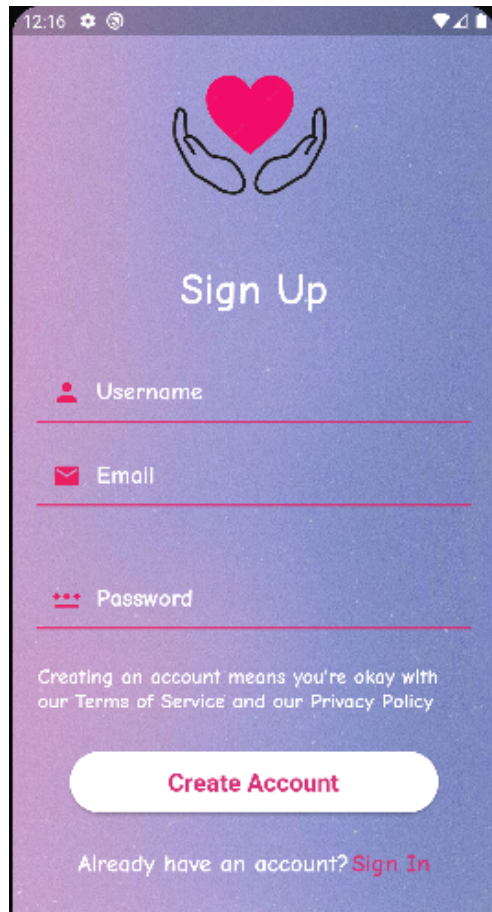 12:16
Sign Up
Username
Email
Password
Creating an account means you're okay with
our Terms of Service and our Privacy Policy
Create Account
Already have an account? Sign In